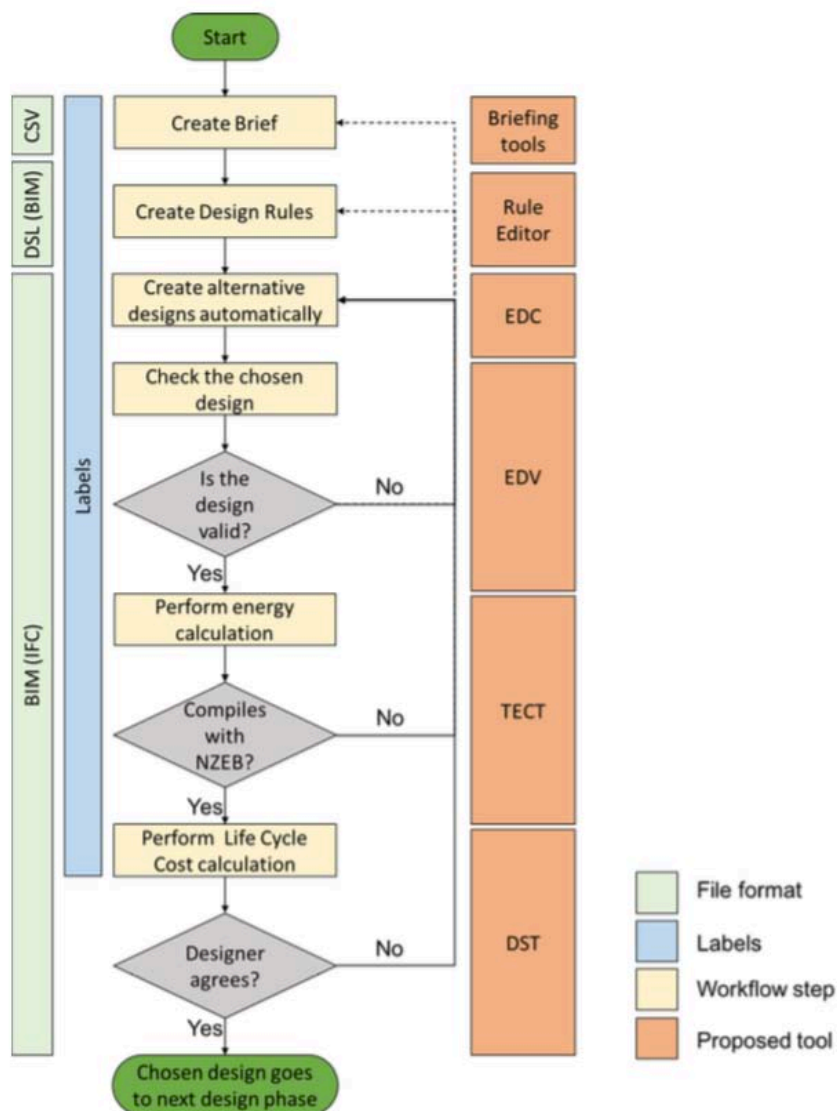 Start
CSV
Create Brief
Briefing
tools
DSL (BIM)
Create Design Rules
Rule
Editor
Create alternative
designs automatically
EDC
Check the chosen
design
Labels
Is the
design
valid?
No
EDV
Yes
BIM (IFC)
Perform energy
calculation
Compiles
with
NZEB?
No
TECT
Yes
Perform Life Cycle
Cost calculation
Designer
agrees?
No
DST
Yes
Chosen design goes
to next design phase
File format
Labels
Workflow step
Proposed tool